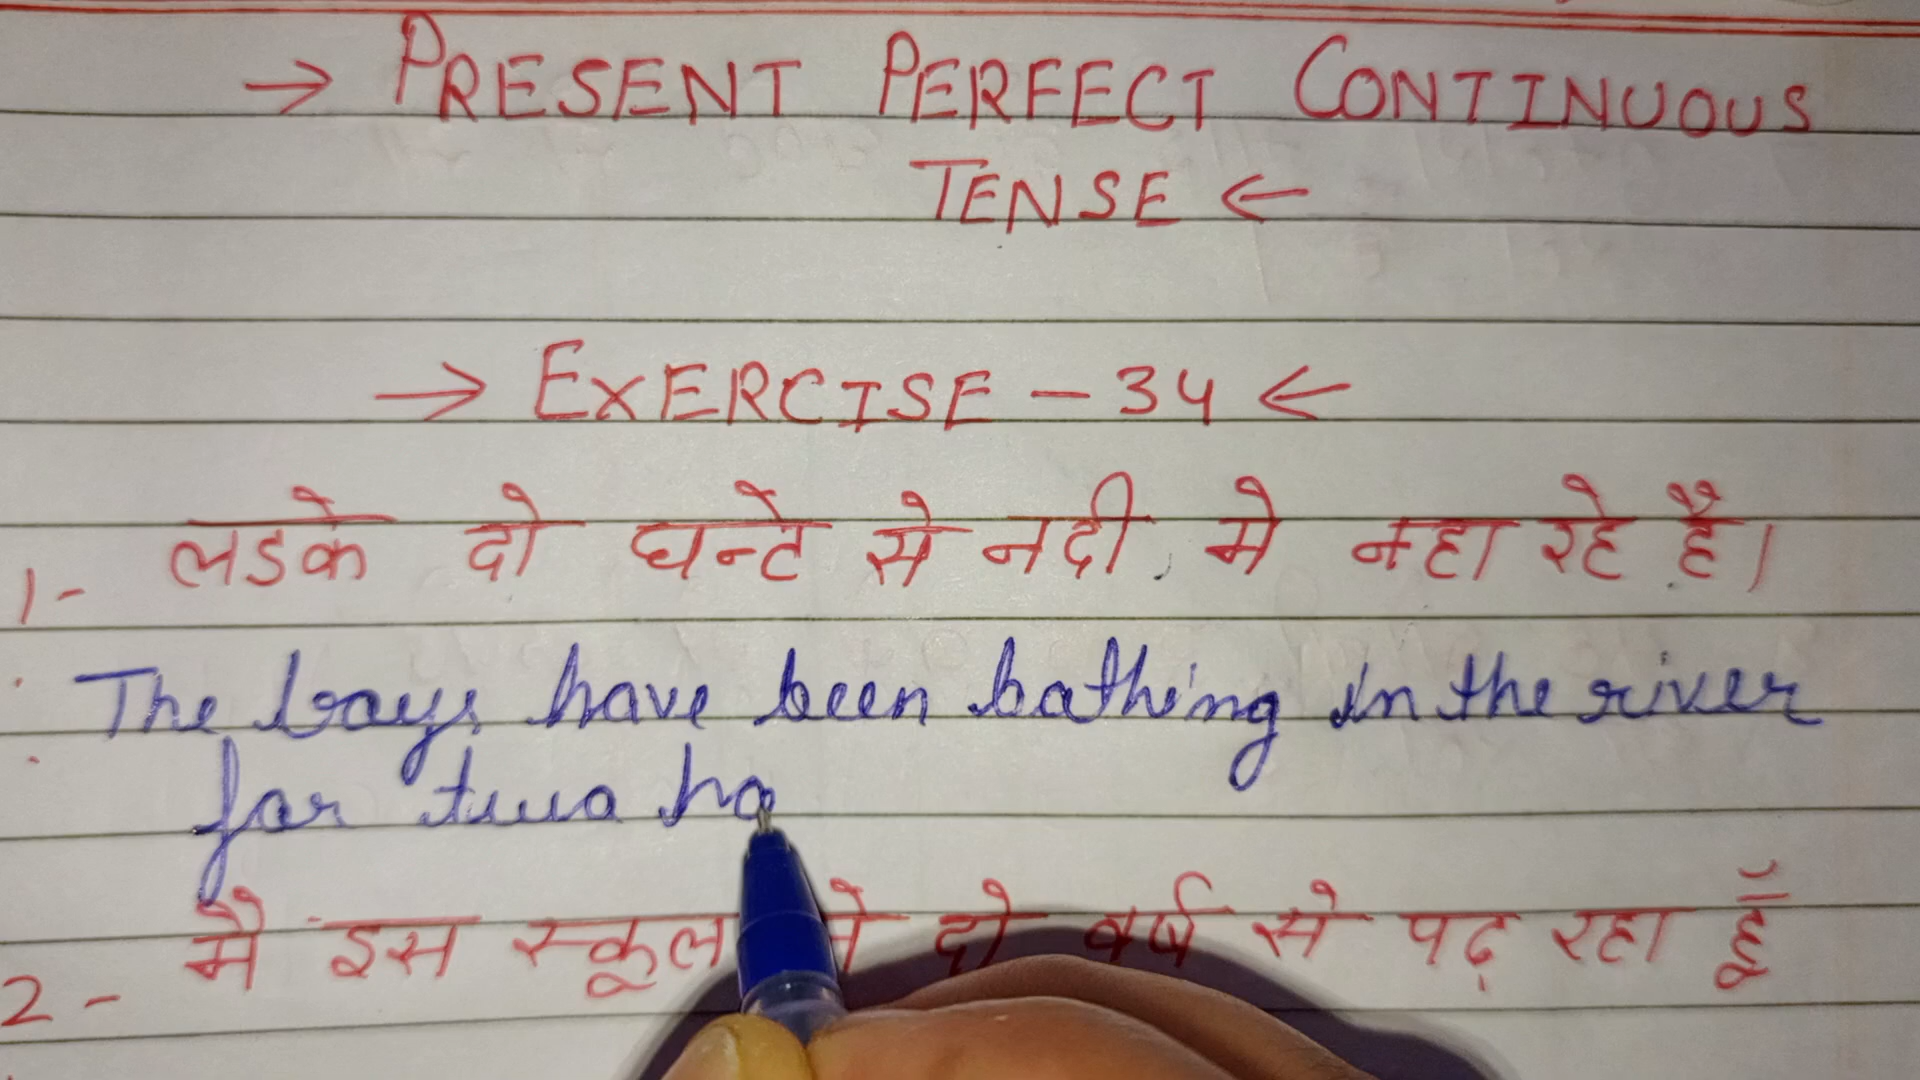 → PRESENT PERFECT CONTINUOUS
TENSE ←
→ EXERCISE - 34 ←
1- लडके दो घन्टे से नदी मे नहा रहे है।
The boys have been bathing in the river
for two ho
2- मै इस स्कूल मे दो वर्ष से पढ़ रहा हूँ